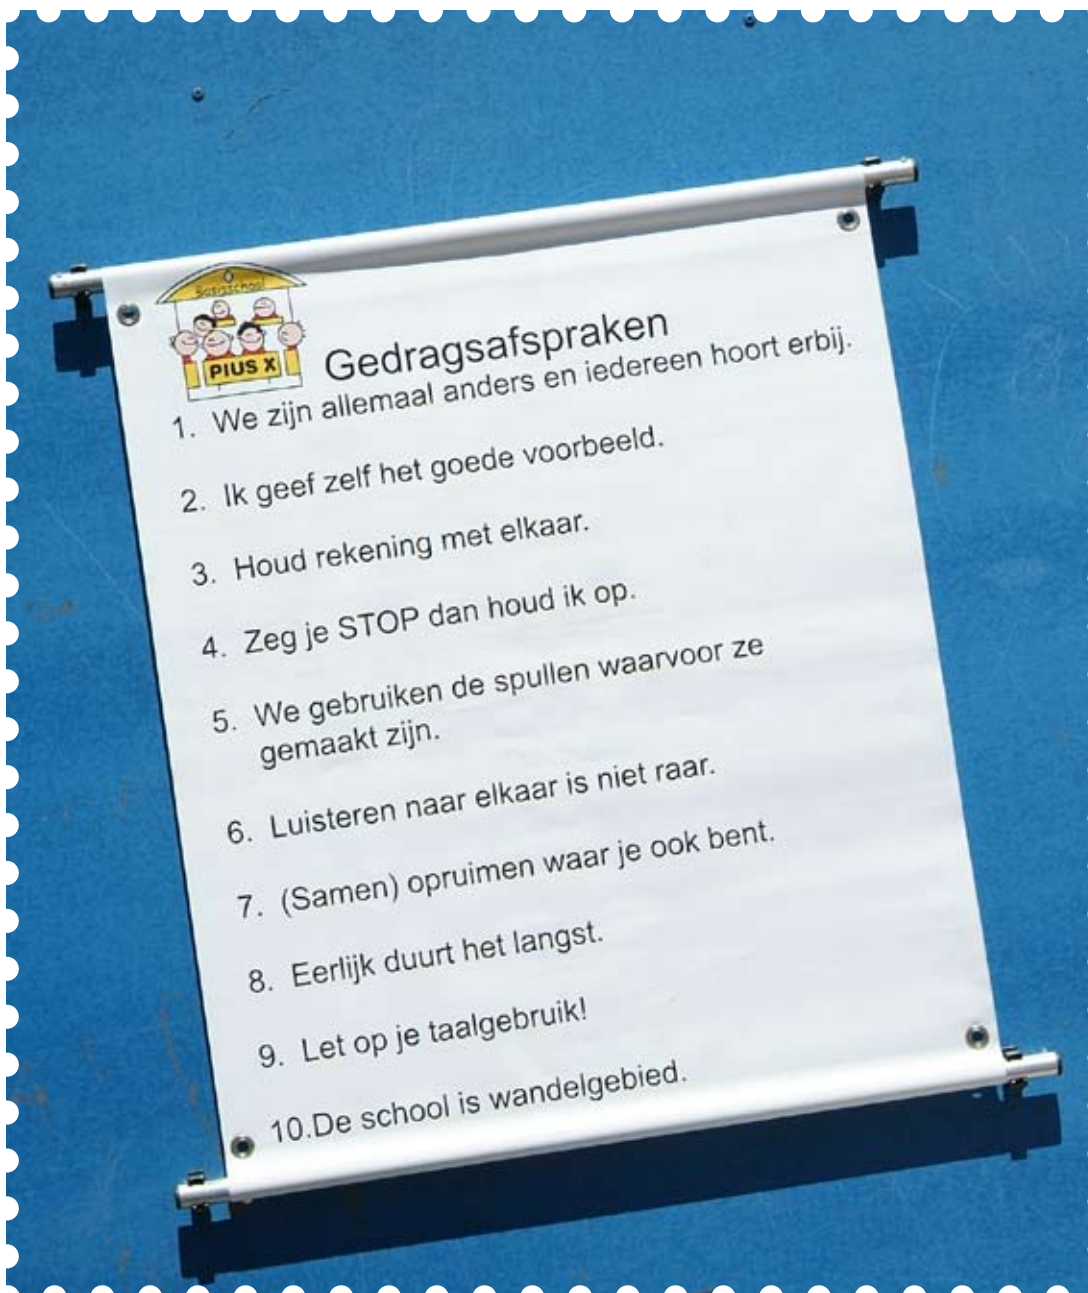 Basisschool
PIUS X
Gedragsafspraken
1. We zijn allemaal anders en iedereen hoort erbij.
2. Ik geef zelf het goede voorbeeld.
3. Houd rekening met elkaar.
4. Zeg je STOP dan houd ik op.
5. We gebruiken de spullen waarvoor ze
gemaakt zijn.
6. Luisteren naar elkaar is niet raar.
7. (Samen) opruimen waar je ook bent.
8. Eerlijk duurt het langst.
9. Let op je taalgebruik!
10.De school is wandelgebied.